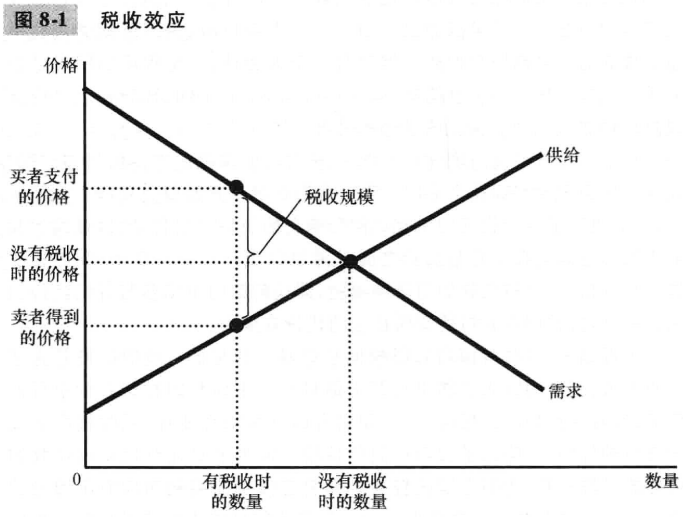 图 8-1 税收效应
价格
买者支付
的价格
税收规模
供给
没有税收
时的价格
卖者得到
的价格
需求
0
有税收时
的数量
没有税收
时的数量
数量